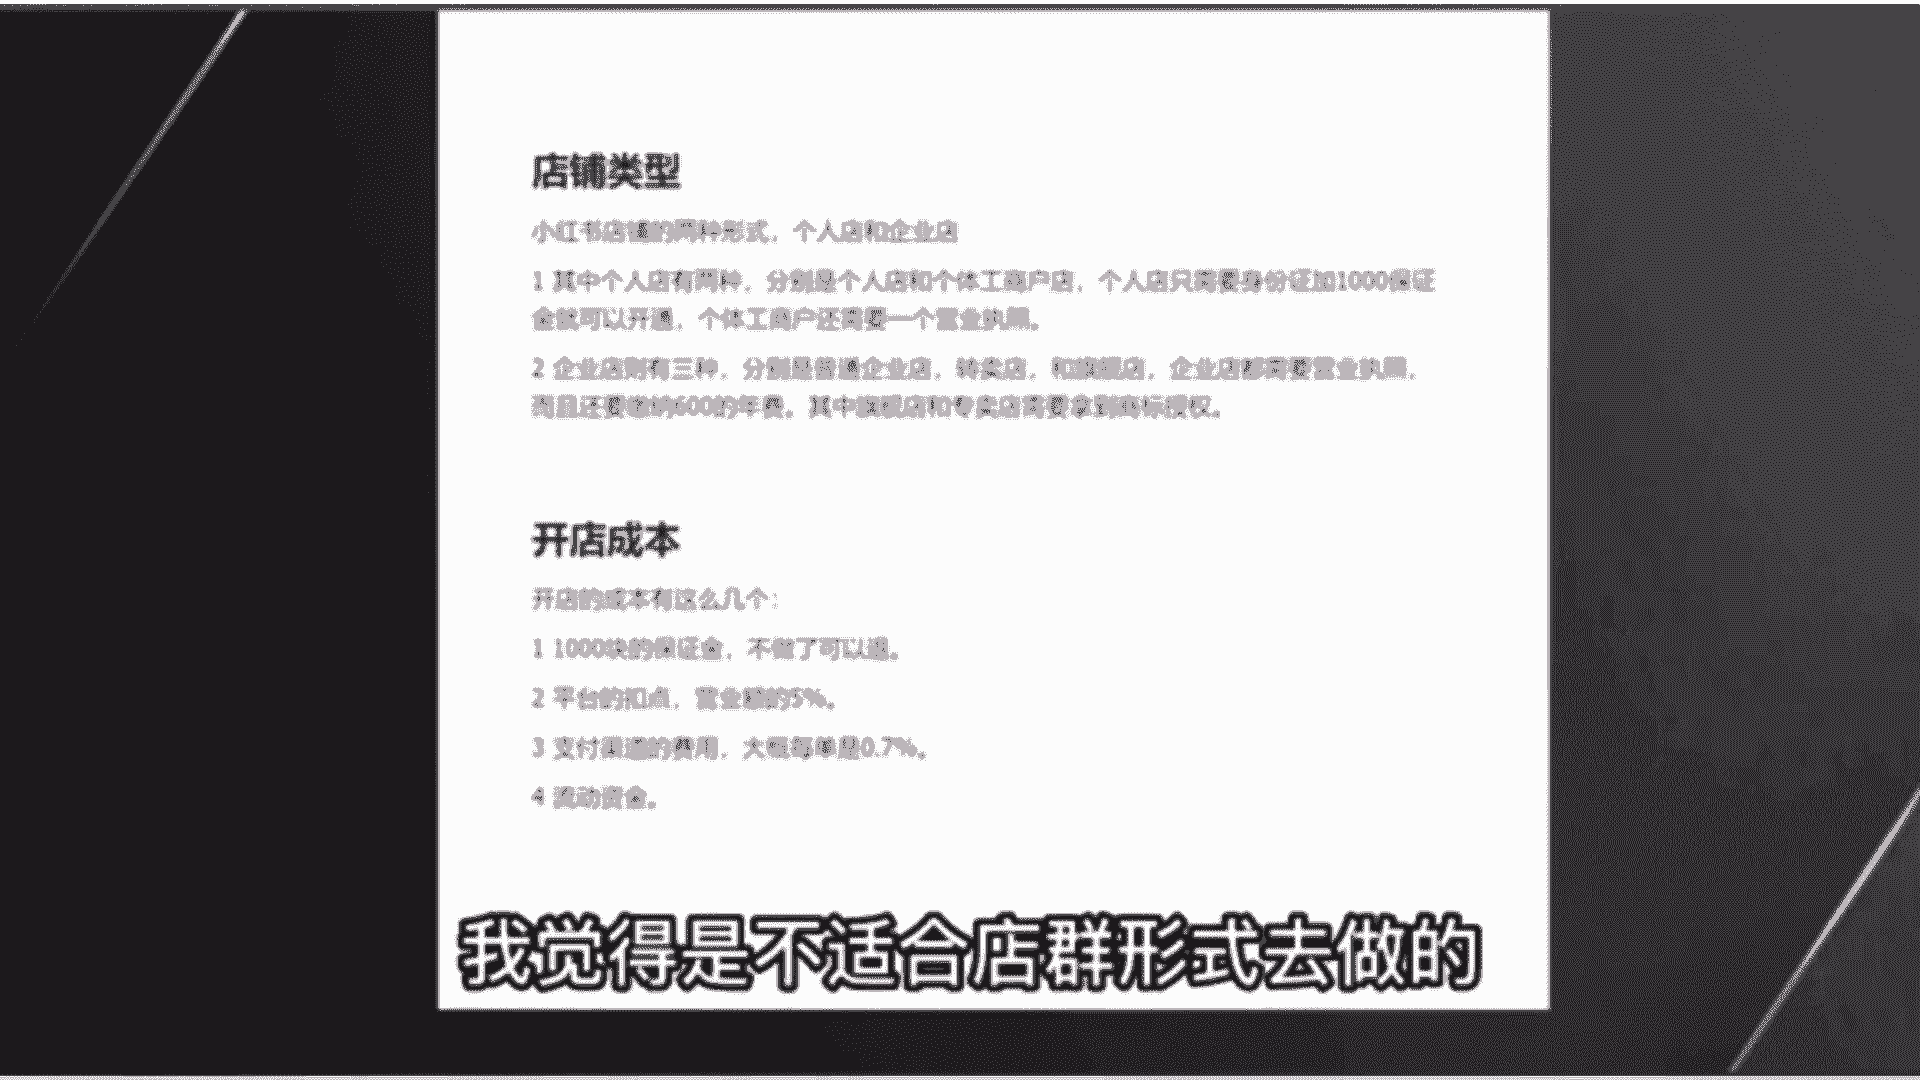 店铺类型
小红书店铺的两种形式，个人店和企业店
1 其中个人店有两种，分别是个人店和个体工商户店，个人店只需要身份证加1000保证
金就可以开通，个体工商户还需要一个营业执照。
2 企业店则有三种，分别是普通企业店，专卖店，和旗舰店，企业店都需要营业执照，
而且还要缴纳600的年费，其中旗舰店和专卖店需要拿到商标授权。
开店成本
开店的成本有这么几个：
1 1000块的保证金，不做了可以退。
2 平台的扣点，营业额的5%。
3 支付渠道的费用，大概每单是0.7%。
4 流动资金。
我觉得是不适合店群形式去做的